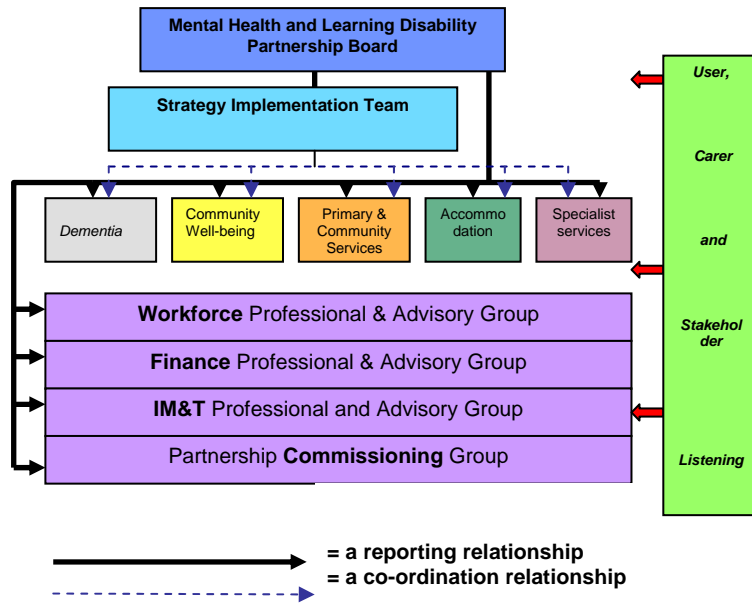 Mental Health and Learning Disability
Partnership Board
Strategy Implementation Team
Dementia
Community
Well-being
Primary &
Community
Services
Accommo
dation
Specialist
services
Workforce Professional & Advisory Group
Finance Professional & Advisory Group
IM&T Professional and Advisory Group
Partnership Commissioning Group
User,
Carer
and
Stakehol
der
Listening
= a reporting relationship
= a co-ordination relationship